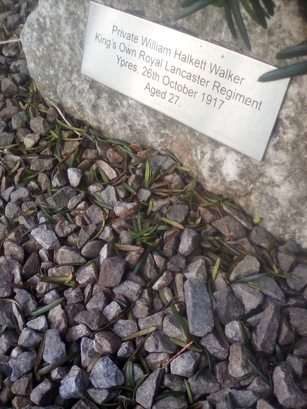 Private William Halkett Walker
King's Own Royal Lancaster Regiment
Ypres, 26th October 1917
Aged 27